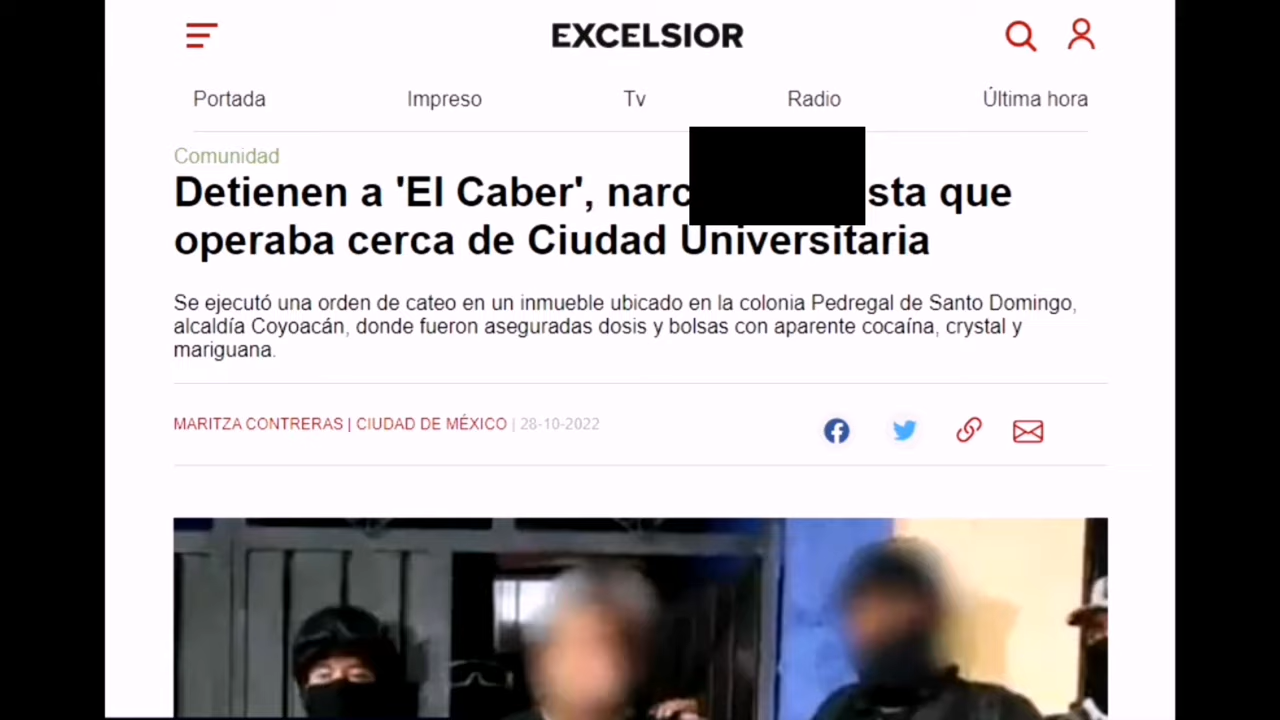 EXCELSIOR
Portada Impreso Tv Radio Última hora
Comunidad
Detienen a 'El Caber', que
operaba cerca de Ciudad Universitaria
Se ejecutó una orden de cateo en un inmueble ubicado en la colonia Pedregal de Santo Domingo,
alcaldía Coyoacán, donde fueron aseguradas dosis y bolsas con aparente cocaína, crystal y
mariguana.
MARITZA CONTRERAS | CIUDAD DE MÉXICO | 28-10-2022